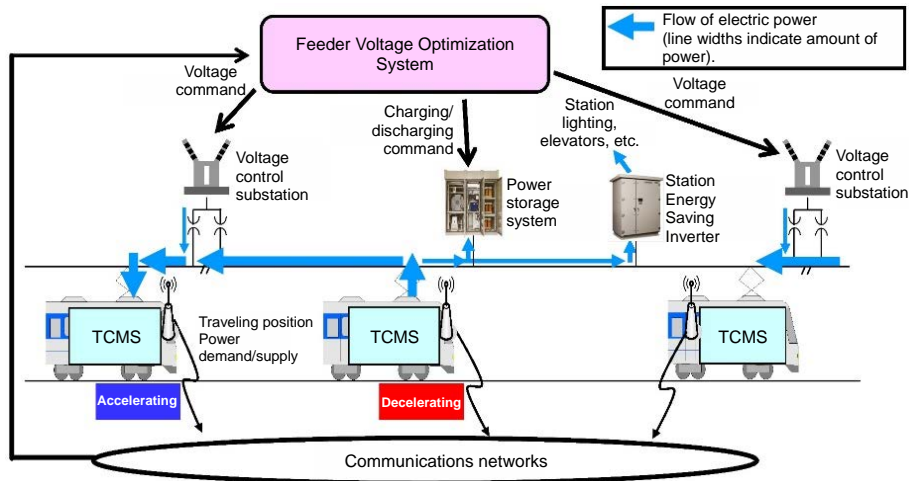 Flow of electric power
(line widths indicate amount of
power).
Feeder Voltage Optimization
System
Voltage
command
Charging/
discharging
command
Station
lighting,
elevators, etc.
Voltage
command
Voltage
control
substation
Power
storage
system
Station
Energy
Saving
Inverter
Voltage
control
substation
TCMS
Traveling position
Power
demand/supply
TCMS
TCMS
Accelerating
Decelerating
Communications networks